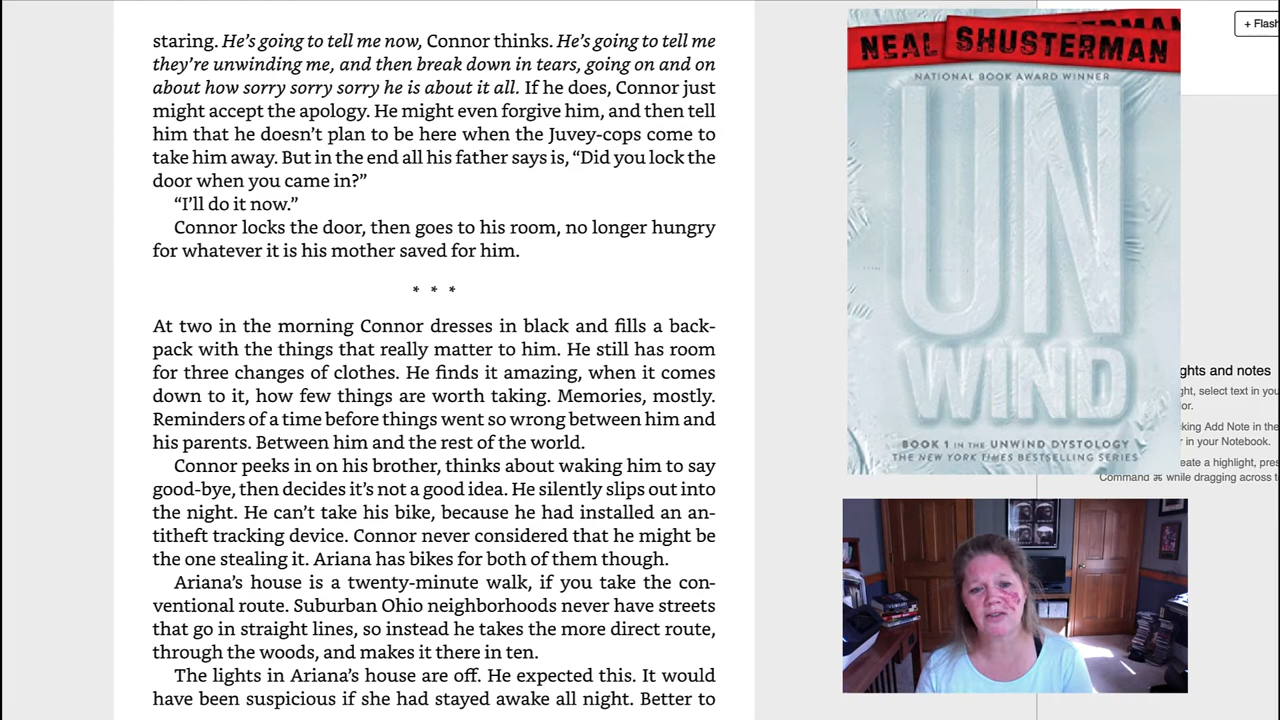 staring. He's going to tell me now, Connor thinks. He's going to tell me
they're unwinding me, and then break down in tears, going on and on
about how sorry sorry sorry he is about it all. If he does, Connor just
might accept the apology. He might even forgive him, and then tell
him that he doesn't plan to be here when the Juvey-cops come to
take him away. But in the end all his father says is, “Did you lock the
door when you came in?”
“I'll do it now.”
Connor locks the door, then goes to his room, no longer hungry
for whatever it is his mother saved for him.
* * *
At two in the morning Connor dresses in black and fills a back-
pack with the things that really matter to him. He still has room
for three changes of clothes. He finds it amazing, when it comes
down to it, how few things are worth taking. Memories, mostly.
Reminders of a time before things went so wrong between him and
his parents. Between him and the rest of the world.
Connor peeks in on his brother, thinks about waking him to say
good-bye, then decides it's not a good idea. He silently slips out into
the night. He can't take his bike, because he had installed an an-
titheft tracking device. Connor never considered that he might be
the one stealing it. Ariana has bikes for both of them though.
Ariana's house is a twenty-minute walk, if you take the con-
ventional route. Suburban Ohio neighborhoods never have streets
that go in straight lines, so instead he takes the more direct route,
through the woods, and makes it there in ten.
The lights in Ariana's house are off. He expected this. It would
have been suspicious if she had stayed awake all night. Better to
NEAL SHUSTERMAN
NATIONAL BOOK AWARD WINNER
UN
WIND
BOOK 1 IN THE UNWIND DYSTOLOGY
THE NEW YORK TIMES BESTSELLING SERIES
+ Flash
ghts and notes
ght, select text in you
or.
king Add Note in the
r in your Notebook.
eate a highlight, pres
Command ⌘ while dragging across t